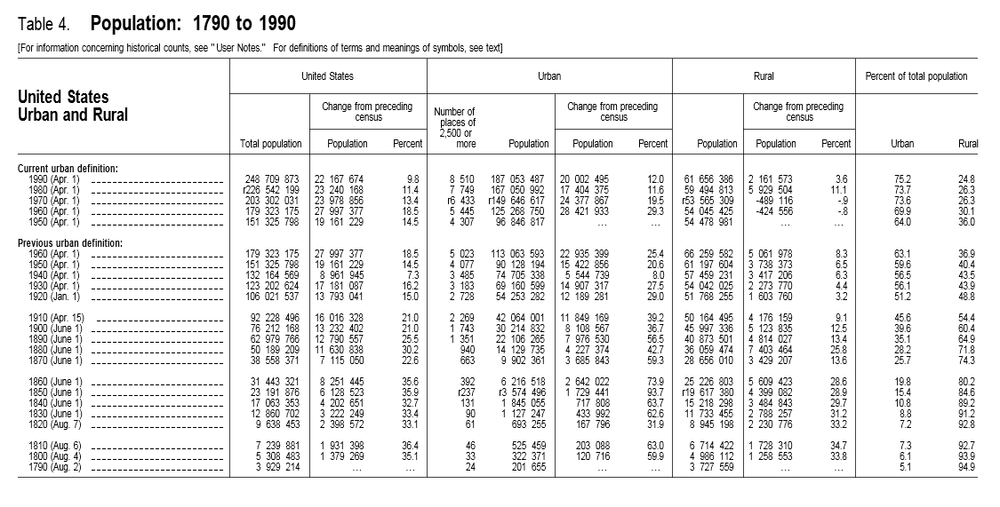 Table 4. Population: 1790 to 1990
[For information concerning historical counts, see "User Notes." For definitions of terms and meanings of symbols, see text]
United States Urban and Rural
United States Urban Rural Percent of total population
Change from preceding census Number of places of 2,500 or more Change from preceding census Change from preceding census
Total population Population Percent Population Population Percent Population Population Percent Urban Rural
Current urban definition:
1990 (Apr. 1) 248 709 873 22 167 674 9.8 8 510 187 053 487 20 002 495 12.0 61 656 386 2 161 573 3.6 75.2 24.8
1980 (Apr. 1) r226 542 199 23 240 168 11.4 7 749 167 050 992 17 404 375 11.6 59 494 813 5 929 504 11.1 73.7 26.3
1970 (Apr. 1) 203 302 031 23 978 856 13.4 r6 433 r149 646 617 24 377 867 19.5 r53 565 309 -489 116 -.9 73.6 26.3
1960 (Apr. 1) 179 323 175 27 997 377 18.5 5 445 125 268 750 28 421 933 29.3 54 045 425 -424 556 -.8 69.9 30.1
1950 (Apr. 1) 151 325 798 19 161 229 14.5 4 307 96 846 817 ... ... 54 478 981 ... ... 64.0 36.0
Previous urban definition:
1960 (Apr. 1) 179 323 175 27 997 377 18.5 5 023 113 063 593 22 935 399 25.4 66 259 582 5 061 978 8.3 63.1 36.9
1950 (Apr. 1) 151 325 798 19 161 229 14.5 4 077 90 128 194 15 422 856 20.6 61 197 604 3 738 373 6.5 59.6 40.4
1940 (Apr. 1) 132 164 569 8 961 945 7.3 3 485 74 705 338 5 544 739 8.0 57 459 231 3 417 206 6.3 56.5 43.5
1930 (Apr. 1) 123 202 624 17 181 087 16.2 3 183 69 160 599 14 907 317 27.5 54 042 025 2 273 770 4.4 56.1 43.9
1920 (Jan. 1) 106 021 537 13 793 041 15.0 2 728 54 253 282 12 189 281 29.0 51 768 255 1 603 760 3.2 51.2 48.8
1910 (Apr. 15) 92 228 496 16 016 328 21.0 2 269 42 064 001 11 849 169 39.2 50 164 495 4 176 159 9.1 45.6 54.4
1900 (June 1) 76 212 168 13 232 402 21.0 1 743 30 214 832 8 108 567 36.7 45 997 336 5 123 835 12.5 39.6 60.4
1890 (June 1) 62 979 766 12 790 557 25.5 1 351 22 106 265 7 976 530 56.5 40 873 501 4 814 027 13.4 35.1 64.9
1880 (June 1) 50 189 209 11 630 838 30.2 940 14 129 735 4 227 374 42.7 36 059 474 7 403 464 25.8 28.2 71.8
1870 (June 1) 38 558 371 7 115 050 22.6 663 9 902 361 3 685 843 59.3 28 656 010 3 429 207 13.6 25.7 74.3
1860 (June 1) 31 443 321 8 251 445 35.6 392 6 216 518 2 642 022 73.9 25 226 803 5 609 423 28.6 19.8 80.2
1850 (June 1) 23 191 876 6 128 523 35.9 r237 r3 574 496 1 729 441 93.7 r19 617 380 4 399 082 28.9 15.4 84.6
1840 (June 1) 17 063 353 4 202 651 32.7 131 1 845 055 717 808 63.7 15 218 298 3 484 843 29.7 10.8 89.2
1830 (June 1) 12 860 702 3 222 249 33.4 90 1 127 247 433 992 62.6 11 733 455 2 788 257 31.2 8.8 91.2
1820 (Aug. 7) 9 638 453 2 398 572 33.1 61 693 255 167 796 31.9 8 945 198 2 230 776 33.2 7.2 92.8
1810 (Aug. 6) 7 239 881 1 931 398 36.4 46 525 459 203 088 63.0 6 714 422 1 728 310 34.7 7.3 92.7
1800 (Aug. 4) 5 308 483 1 379 269 35.1 33 322 371 120 716 59.9 4 986 112 1 258 553 33.8 6.1 93.9
1790 (Aug. 2) 3 929 214 ... ... 24 201 655 ... ... 3 727 559 ... ... 5.1 94.9